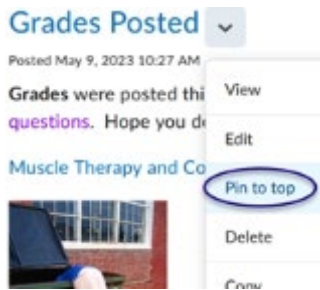 Grades Posted
Posted May 9, 2023 10:27 AM
Grades were posted thi
View
questions. Hope you d
Edit
Muscle Therapy and Co
Pin to top
Delete
Copy